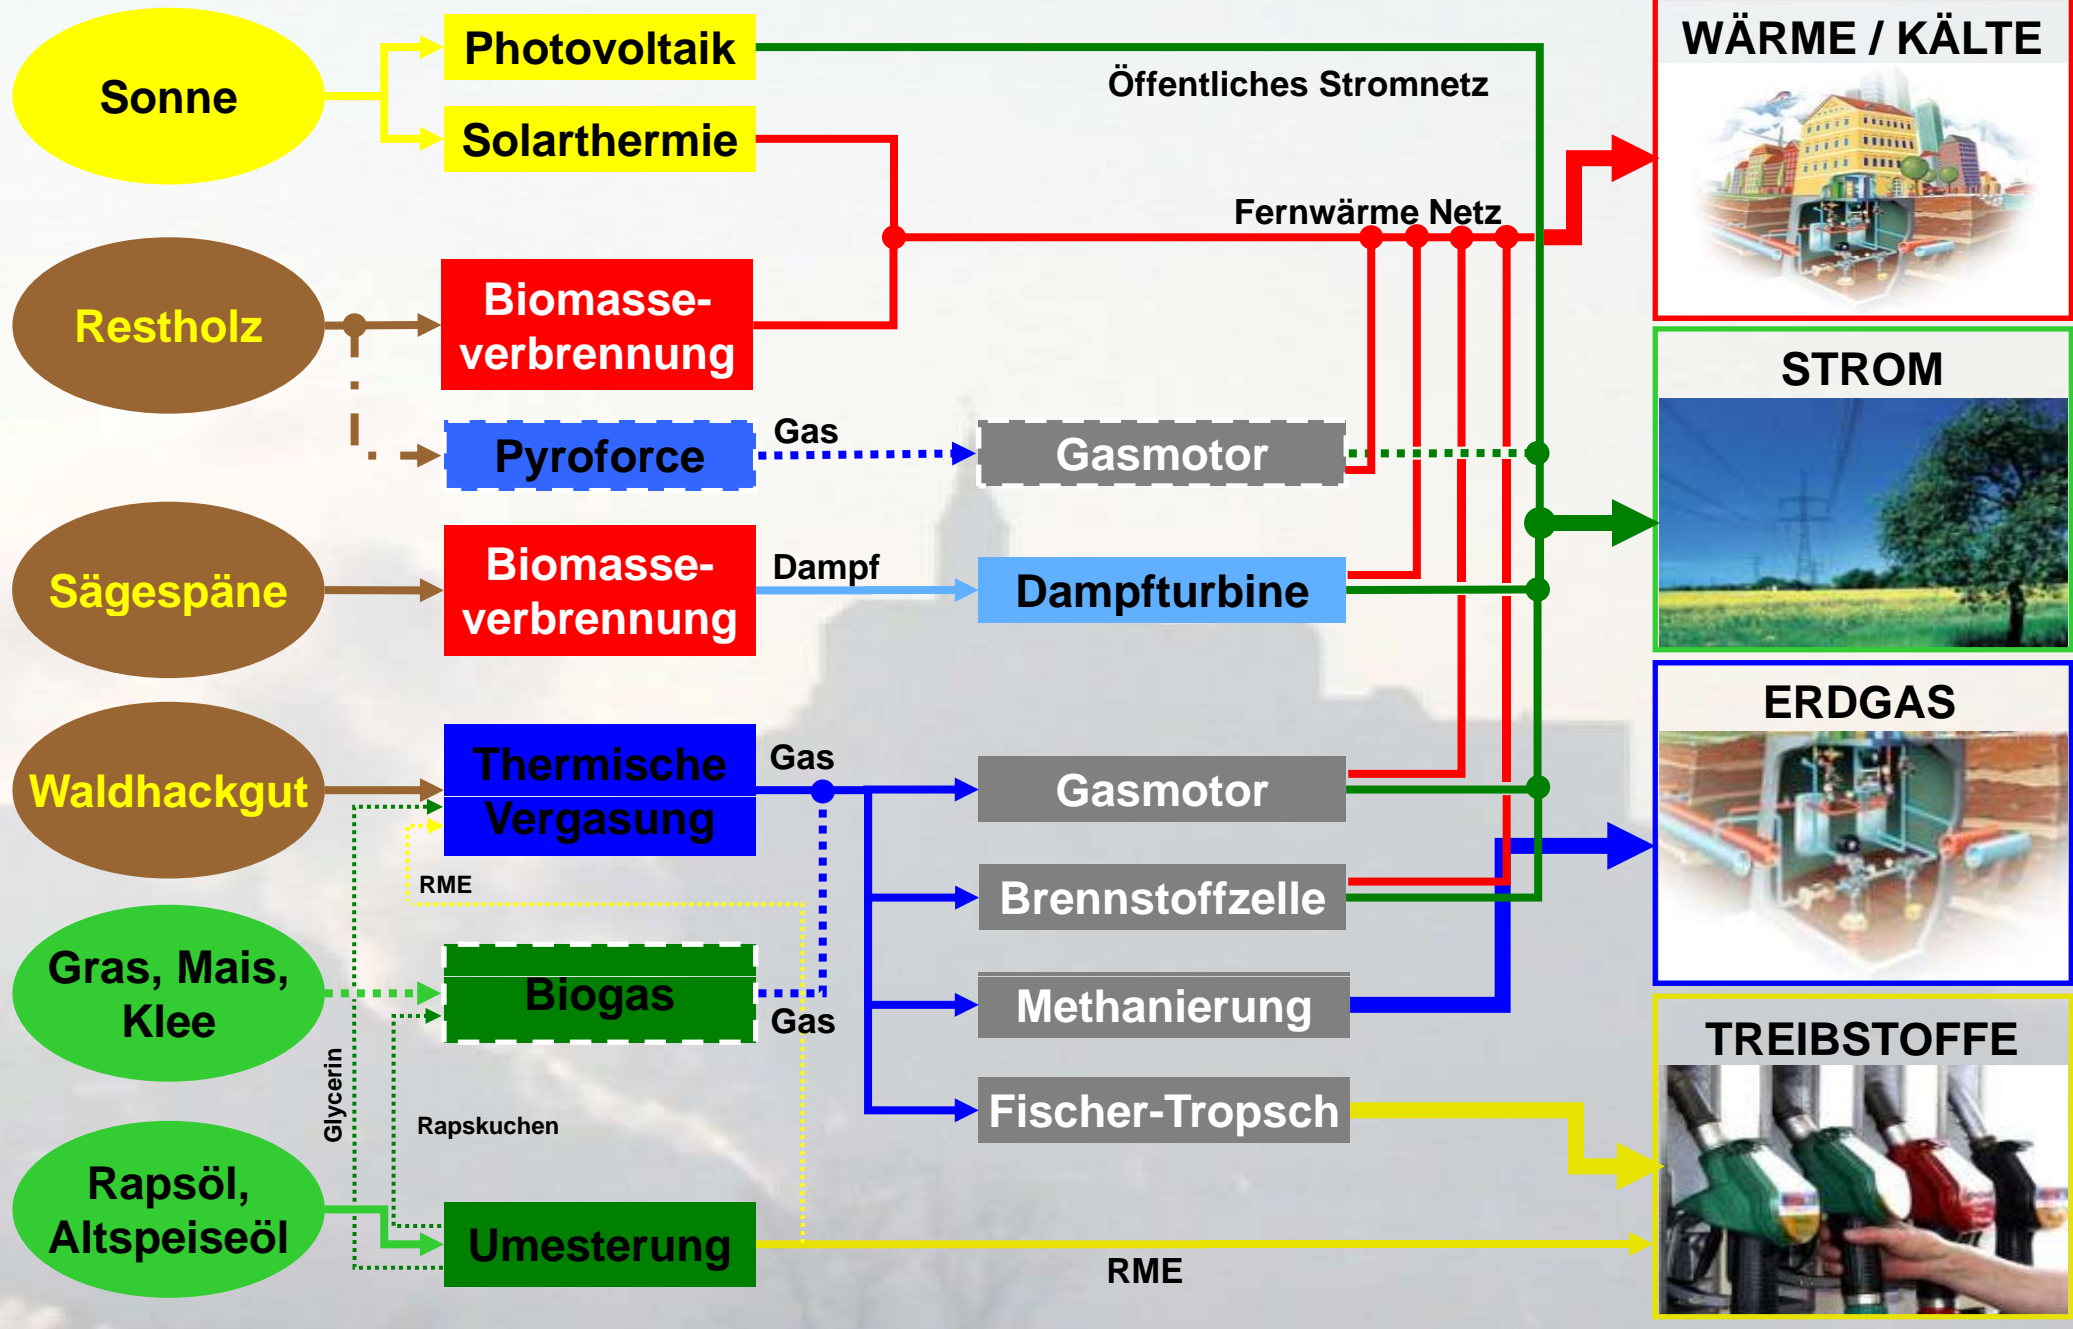 Sonne
Photovoltaik
Solarthermie
Öffentliches Stromnetz
WÄRME / KÄLTE
Fernwärme Netz
Restholz
Biomasse-
verbrennung
Pyroforce
Gas
Gasmotor
STROM
Sägespäne
Biomasse-
verbrennung
Dampf
Dampfturbine
Waldhackgut
Thermische
Vergasung
Gas
Gasmotor
ERDGAS
RME
Brennstoffzelle
Gras, Mais,
Klee
Biogas
Gas
Methanierung
Glycerin
Rapskuchen
Fischer-Tropsch
TREIBSTOFFE
Rapsöl,
Altspeiseöl
Umesterung
RME